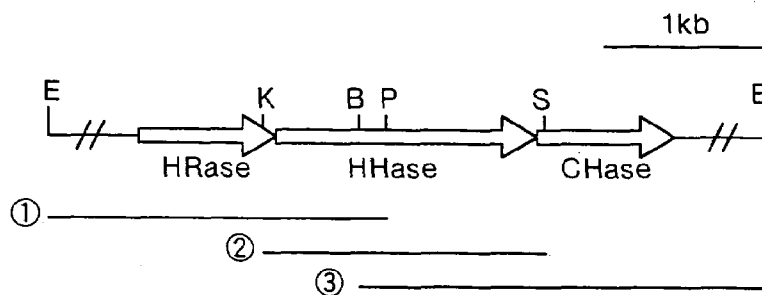 1kb
E K B P S
HRase HHase CHase
①
②
③